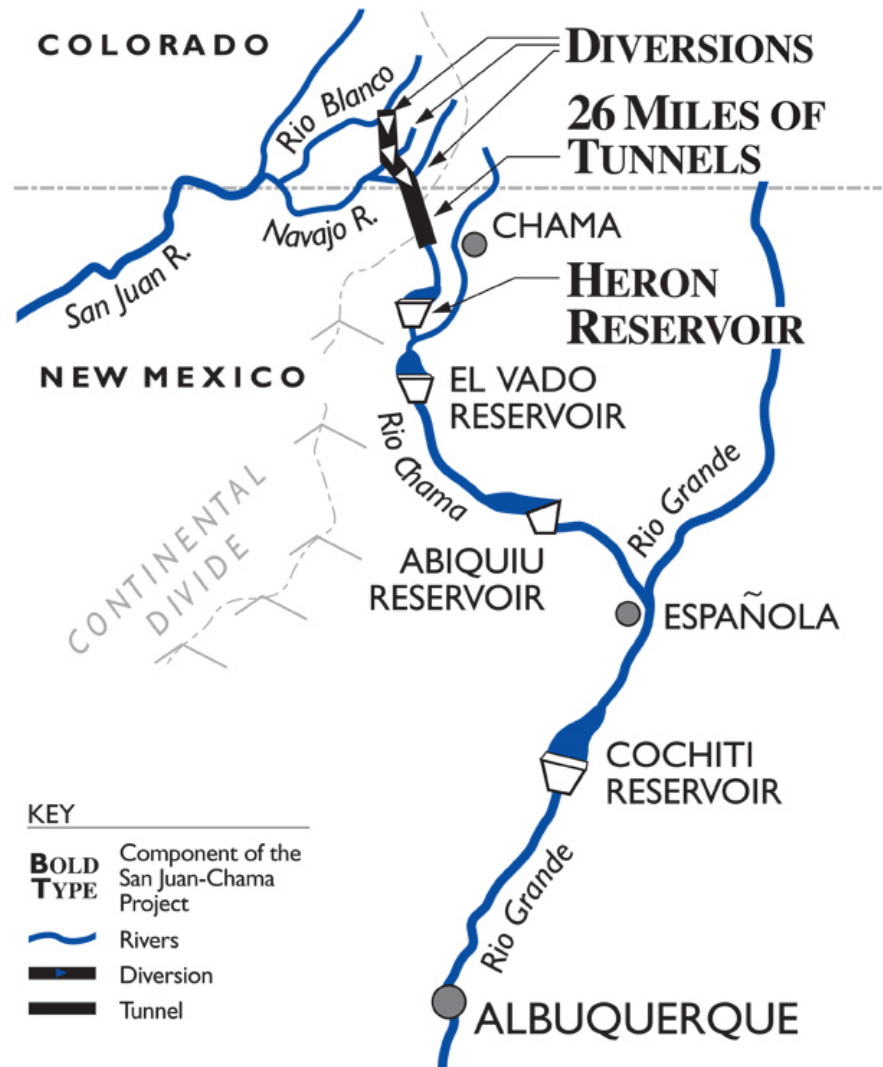 COLORADO
DIVERSIONS
Rio Blanco
26 MILES OF
TUNNELS
Navajo R.
CHAMA
San Juan R.
HERON
RESERVOIR
NEW MEXICO
EL VADO
RESERVOIR
Rio Chama
Rio Grande
CONTINENTAL
DIVIDE
ABIQUIU
RESERVOIR
ESPAÑOLA
COCHITI
RESERVOIR
Rio Grande
ALBUQUERQUE
KEY
BOLD
TYPE
Component of the
San Juan-Chama
Project
Rivers
Diversion
Tunnel